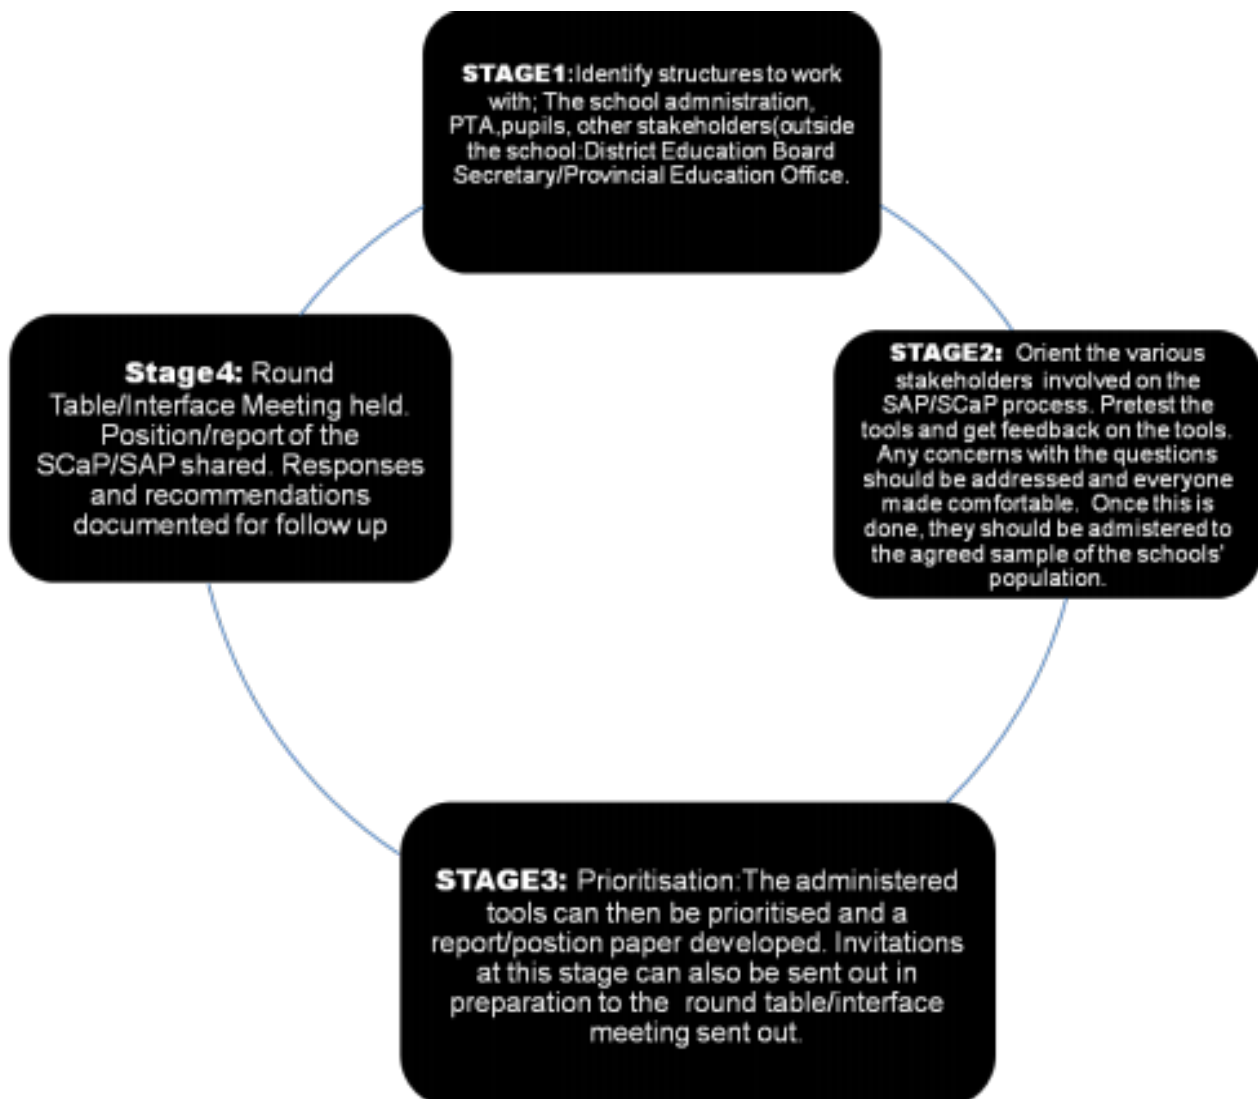 STAGE1:Identify structures to work
with; The school admnistration,
PTA,pupils, other stakeholders(outside
the school:District Education Board
Secretary/Provincial Education Office.
STAGE2: Orient the various
stakeholders involved on the
SAP/SCaP process. Pretest the
tools and get feedback on the tools.
Any concerns with the questions
should be addressed and everyone
made comfortable. Once this is
done, they should be admistered to
the agreed sample of the schools'
population.
STAGE3: Prioritisation:The administered
tools can then be prioritised and a
report/postion paper developed. Invitations
at this stage can also be sent out in
preparation to the round table/interface
meeting sent out.
Stage4: Round
Table/Interface Meeting held.
Position/report of the
SCaP/SAP shared. Responses
and recommendations
documented for follow up